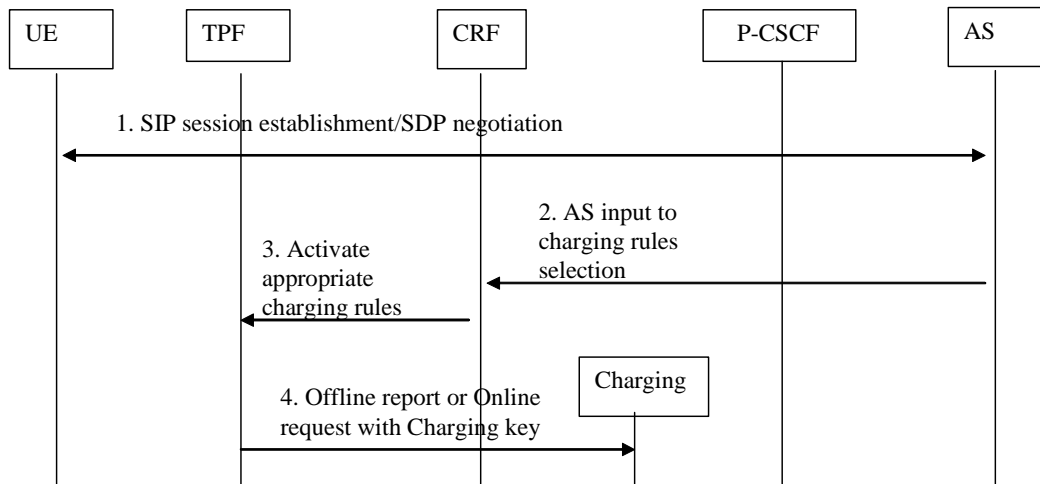 UE
TPF
CRF
P-CSCF
AS
1. SIP session establishment/SDP negotiation
2. AS input to
charging rules
selection
3. Activate
appropriate
charging rules
Charging
4. Offline report or Online
request with Charging key